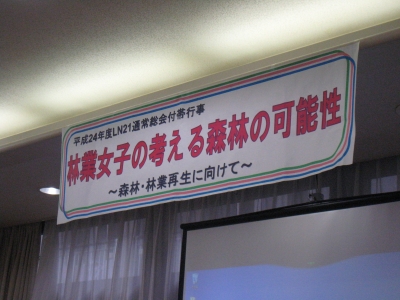 平成24年度LN21通常総会付帯行事
林業女子の考える森林の可能性
～森林・林業再生に向けて～